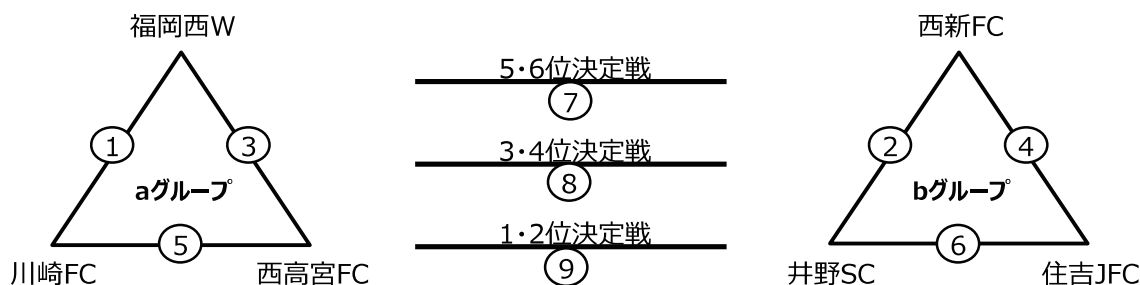 福岡西W
西新FC
5・6位決定戦
⑦
①
③
②
④
3・4位決定戦
⑧
aグループ
bグループ
1・2位決定戦
⑤
⑥
⑨
川崎FC
西高宮FC
井野SC
住吉JFC